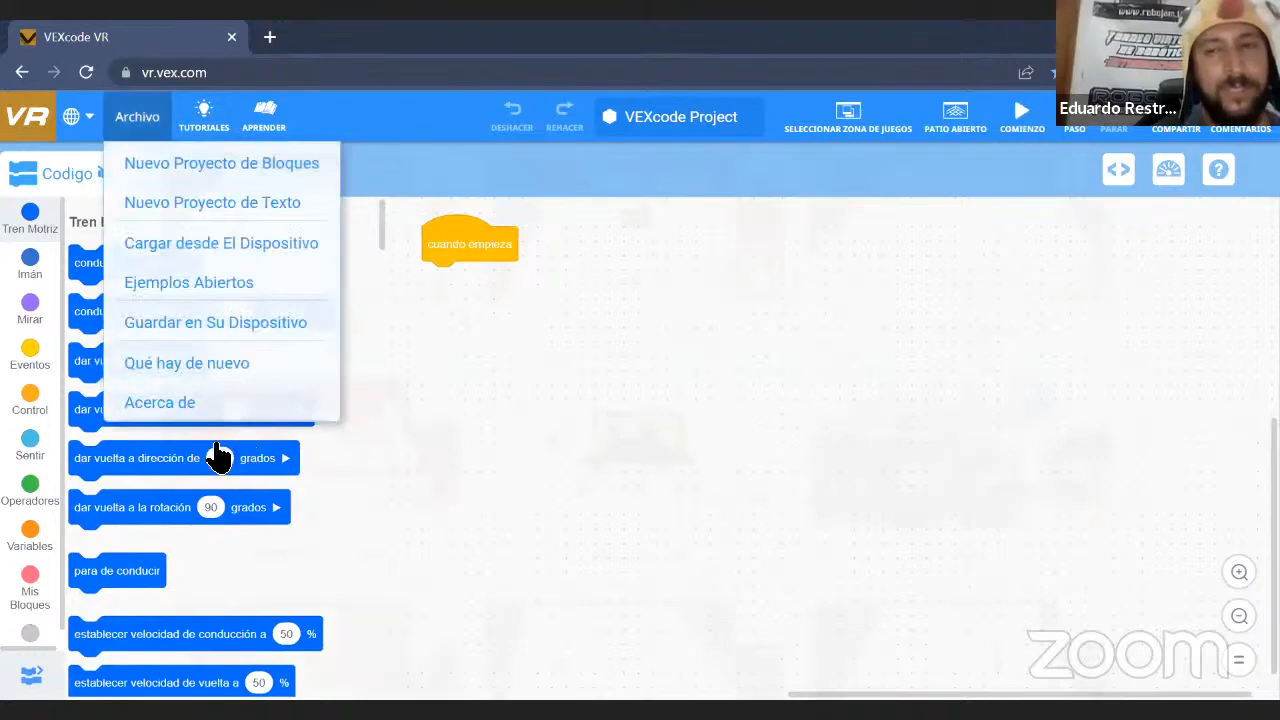 VEXcode VR
vr.vex.com
www.robojam.
Eduardo Restr...
VR
Archivo
TUTORIALES
APRENDER
DESHACER
REHACER
VEXcode Project
SELECCIONAR ZONA DE JUEGOS
PATIO ABIERTO
COMIENZO
PASO
PARAR
COMPARTIR
COMENTARIOS
Codigo
Nuevo Proyecto de Bloques
Nuevo Proyecto de Texto
Cargar desde El Dispositivo
Ejemplos Abiertos
Guardar en Su Dispositivo
Qué hay de nuevo
Acerca de
Tren Motriz
Imán
Mirar
Eventos
Control
Sentir
Operadores
Variables
Mis
Bloques
Tren
cuando empieza
dar vuelta a dirección de grados
dar vuelta a la rotación 90 grados
para de conducir
establecer velocidad de conducción a 50 %
establecer velocidad de vuelta a 50 %
zoom